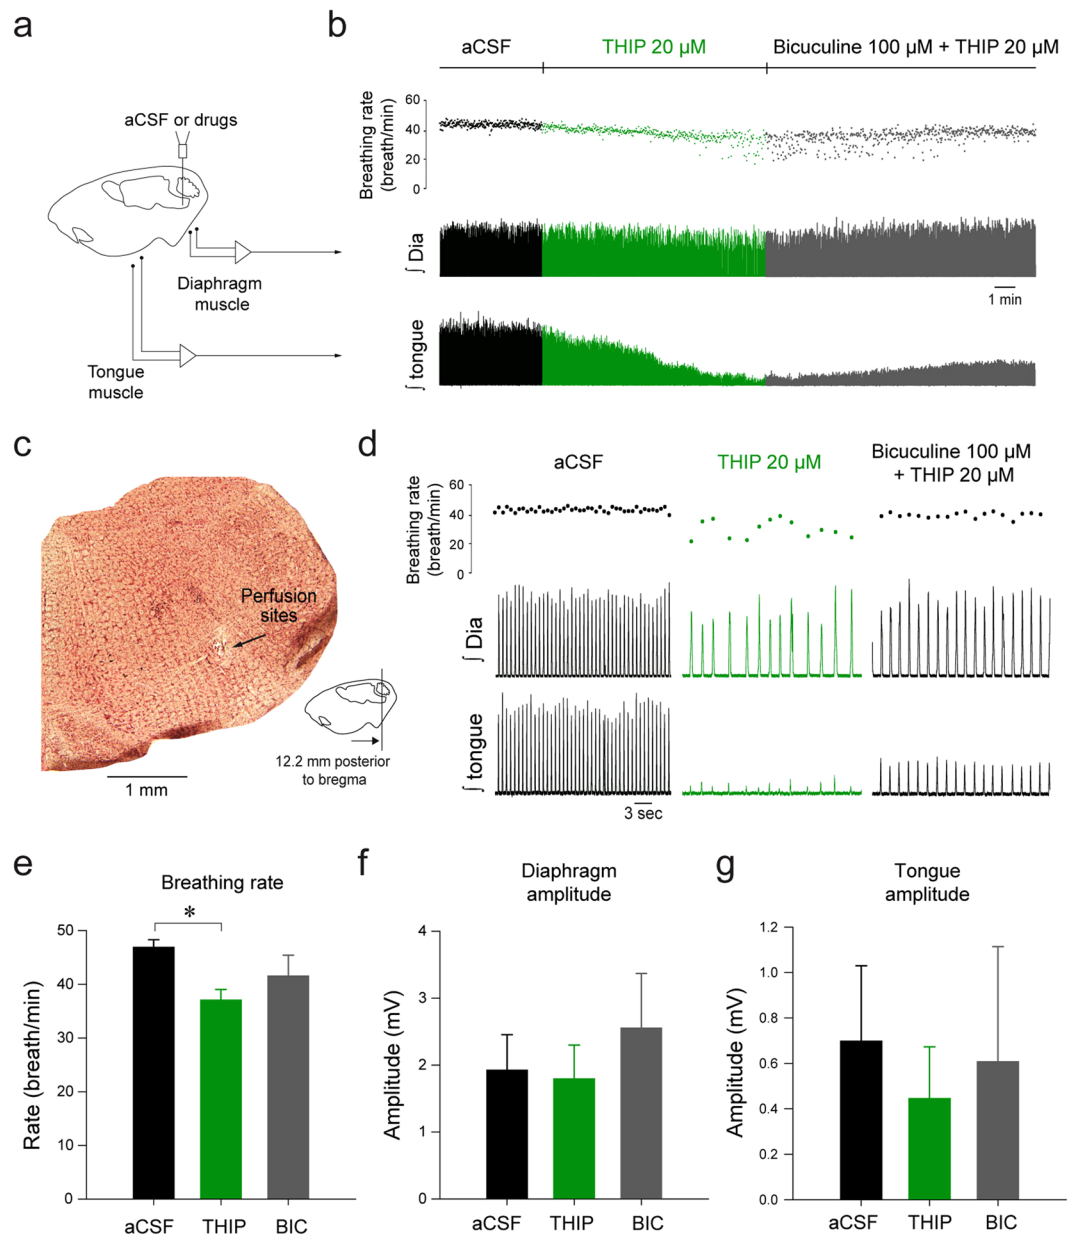 a
aCSF or drugs
Diaphragm
muscle
Tongue
muscle
b
aCSF
THIP 20 µM
Bicuculine 100 µM + THIP 20 µM
Breathing rate
(breath/min)
60
40
20
0
∫ Dia
1 min
∫ tongue
c
Perfusion
sites
12.2 mm posterior
to bregma
1 mm
d
aCSF
THIP 20 µM
Bicuculine 100 µM
+ THIP 20 µM
Breathing rate
(breath/min)
60
40
20
0
∫ Dia
∫ tongue
3 sec
e
Breathing rate
*
Rate (breath/min)
50
40
30
20
10
0
aCSF
THIP
BIC
f
Diaphragm
amplitude
Amplitude (mV)
4
3
2
1
0
aCSF
THIP
BIC
g
Tongue
amplitude
Amplitude (mV)
1.2
1.0
0.8
0.6
0.4
0.2
0.0
aCSF
THIP
BIC